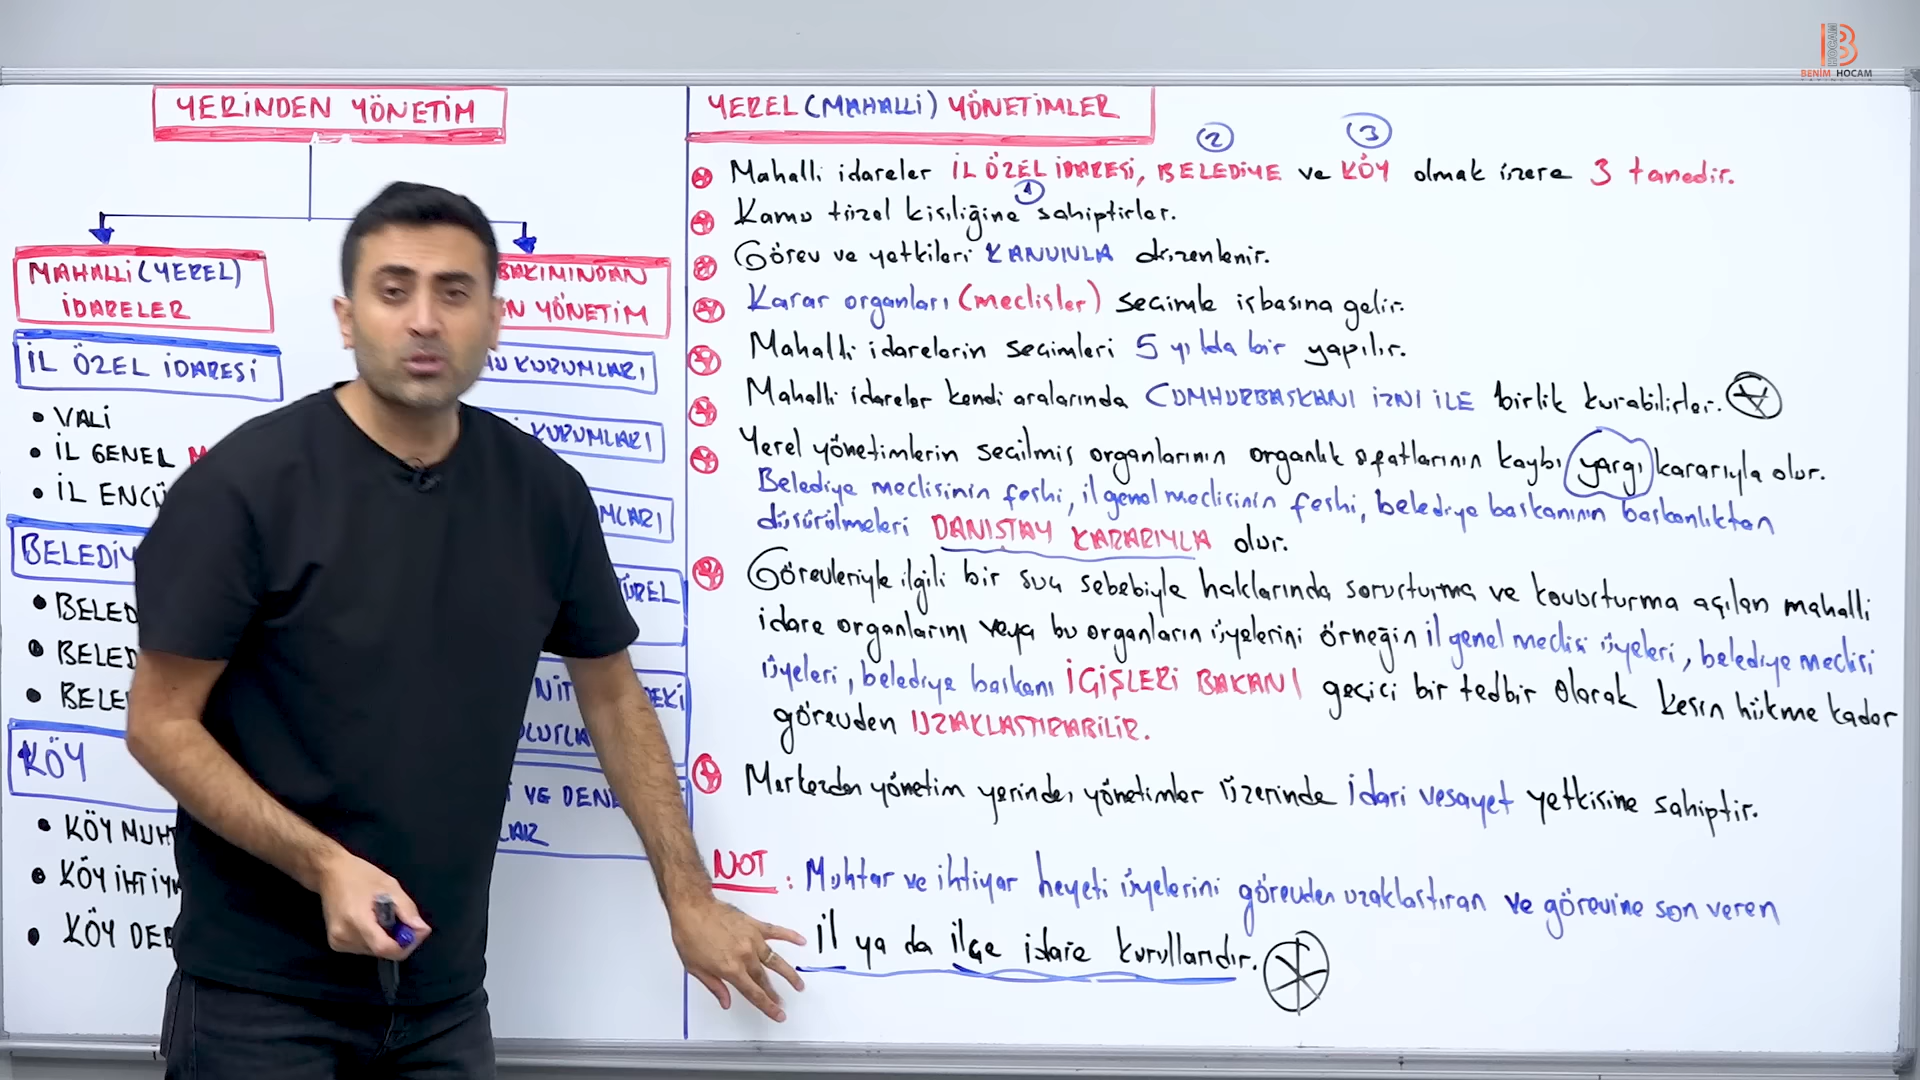 BENİM HOCAM
YERİNDEN YÖNETİM
MAHALLİ (YEREL)
İDARELER
İL ÖZEL İDARESİ
• VALİ
• İL GENEL
• İL ENCÜ
BELEDİY
• BELED
• BELED
• BELE
KÖY
• KÖY MUHT
• KÖY İHTİY
• KÖY DER
BAKIMINDAN
N YÖNETİM
U KURUMLARI
KURUMLARI
MLARI
ÜREL
NİT DEKİ
VE DENE
LAR
YEREL (MAHALLİ) YÖNETİMLER
② ③
Mahalli idareler İL ÖZEL İDARESİ, BELEDİYE ve KÖY olmak üzere 3 tanedir.
①
Kamu tüzel kişiliğine sahiptirler.
Görev ve yetkileri KANUNLA düzenlenir.
Karar organları (meclisler) seçimle işbaşına gelir.
Mahalli idarelerin seçimleri 5 yılda bir yapılır.
Mahalli idareler kendi aralarında CUMHURBAŞKANI İZNİ İLE birlik kurabilirler.
Yerel yönetimlerin seçilmiş organlarının organlık sıfatlarının kaybı yargı kararıyla olur.
Belediye meclisinin feshi, il genel meclisinin feshi, belediye başkanının başkanlıktan
düşürülmeleri DANIŞTAY KARARIYLA olur.
Görevleriyle ilgili bir suç sebebiyle haklarında soruşturma ve kovuşturma açılan mahalli
idare organlarını veya bu organların üyelerini örneğin il genel meclisi üyeleri, belediye meclisi
üyeleri, belediye başkanı İÇİŞLERİ BAKANI geçici bir tedbir olarak kesin hükme kadar
görevden UZAKLAŞTIRABİLİR.
Merkezden yönetim yerinden yönetimler üzerinde idari vesayet yetkisine sahiptir.
NOT : Muhtar ve ihtiyar heyeti üyelerini görevden uzaklaştıran ve görevine son veren
il ya da ilçe idare kurullarıdır.